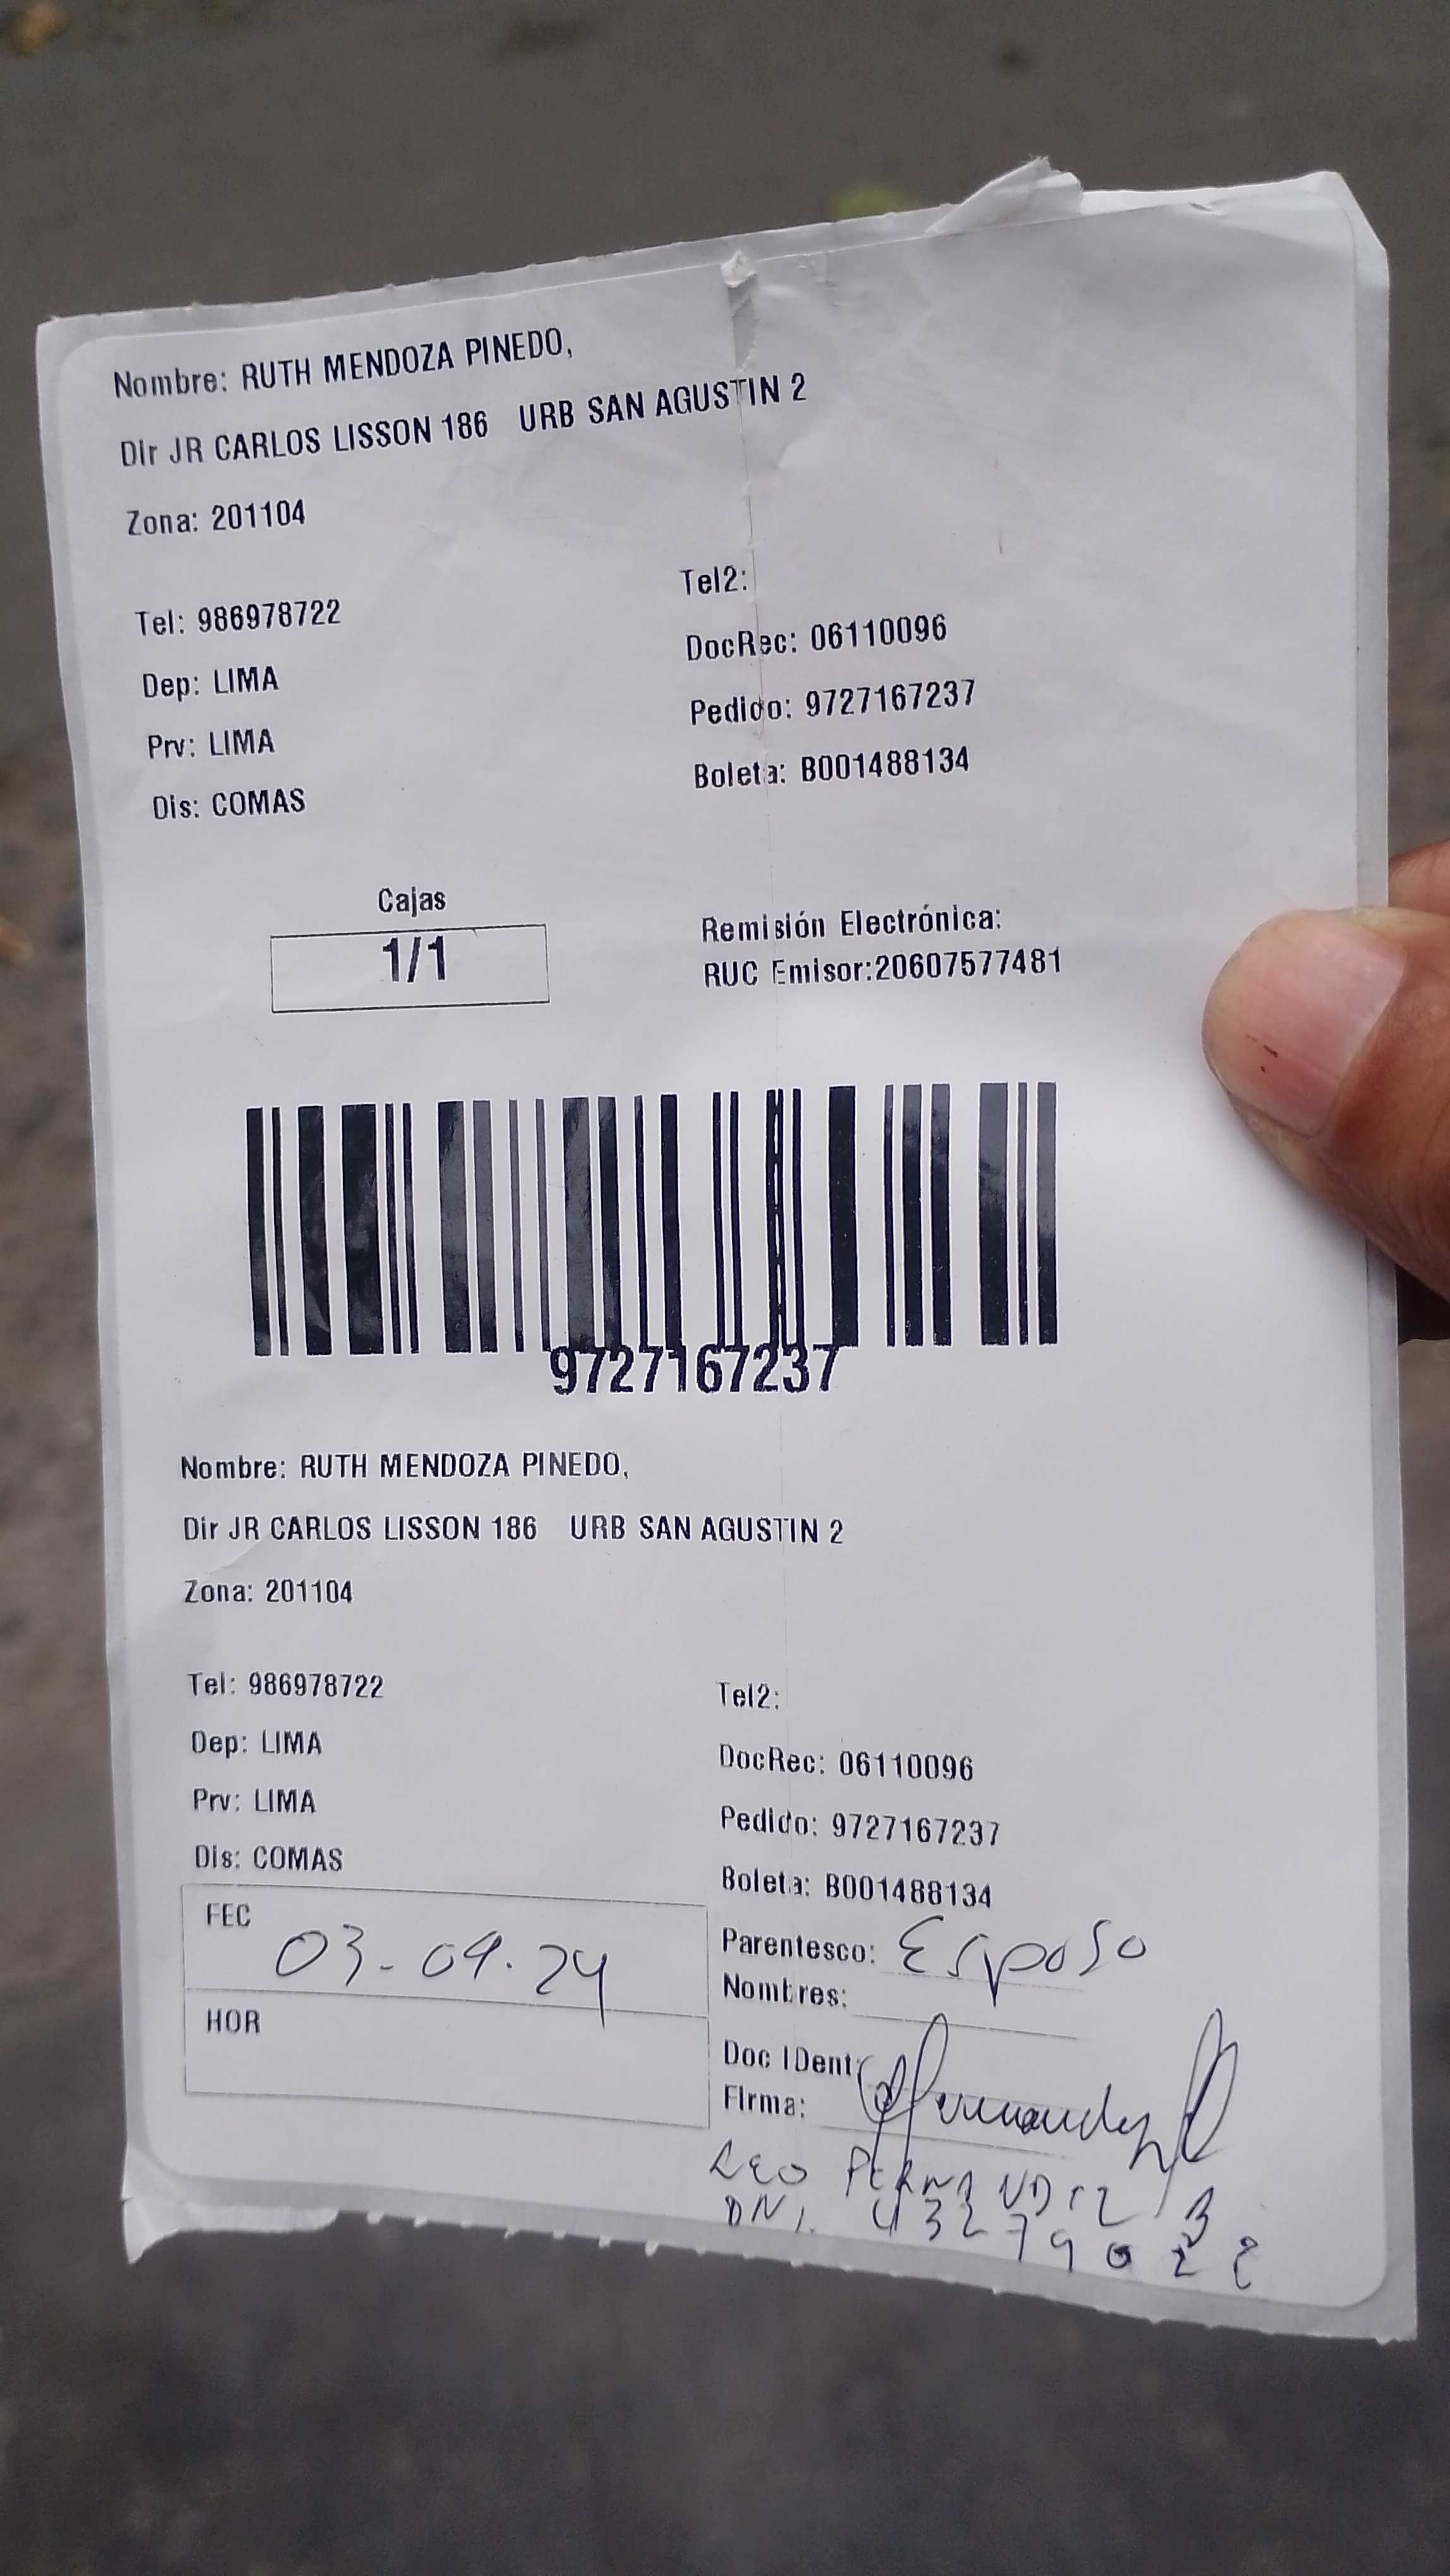 Nombre: RUTH MENDOZA PINEDO,
Dir JR CARLOS LISSON 186 URB SAN AGUSTIN 2
Zona: 201104
Tel: 986978722 Tel2:
Dep: LIMA DocRec: 06110096
Prv: LIMA Pedido: 9727167237
Dis: COMAS Boleta: B001488134
Cajas
1/1
Remisión Electrónica:
RUC Emisor:20607577481
9727167237
Nombre: RUTH MENDOZA PINEDO,
Dir JR CARLOS LISSON 186 URB SAN AGUSTIN 2
Zona: 201104
Tel: 986978722 Tel2:
Dep: LIMA DocRec: 06110096
Prv: LIMA Pedido: 9727167237
Dis: COMAS Boleta: B001488134
FEC 03-09.24 Parentesco: Esposo
Nombres:
HOR
Doc IDent:
Firma:
DNI.